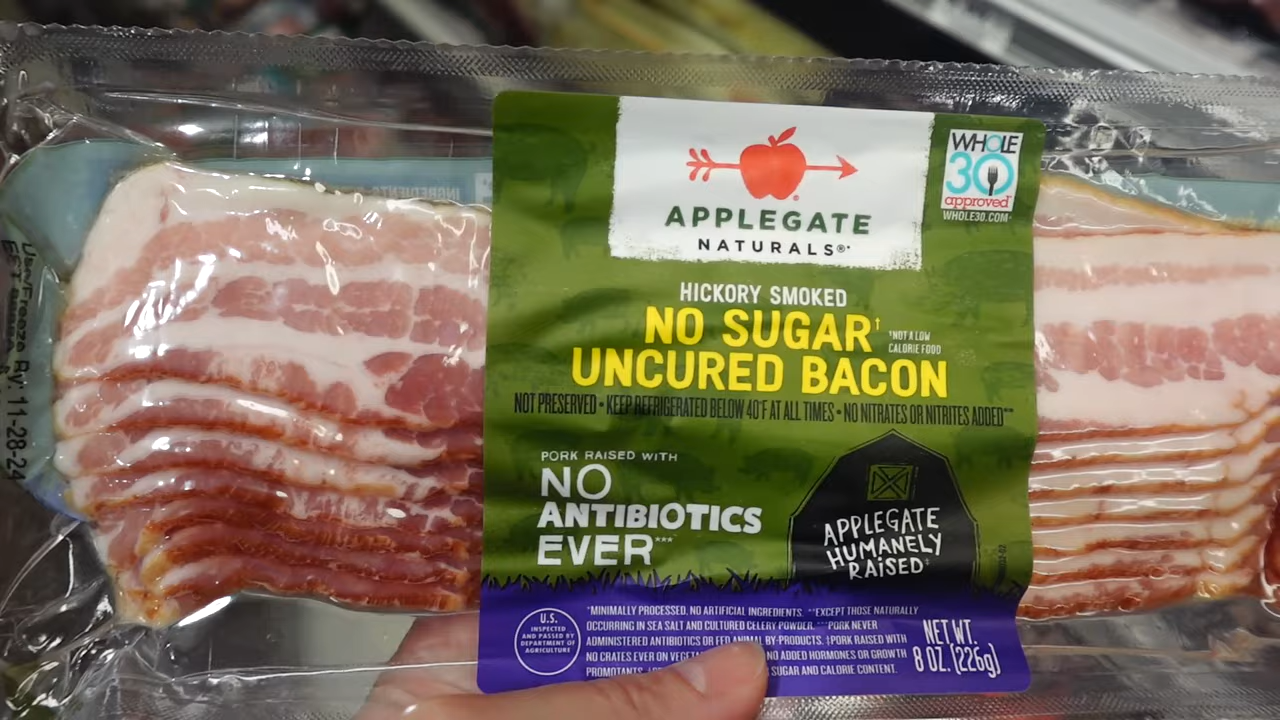 INGREDIENTS
Use/Freeze By: 11-28-24
WHOLE
30
approved
WHOLE30.COM
APPLEGATE
NATURALS®*
HICKORY SMOKED
NO SUGAR†
UNCURED BACON
†NOT A LOW
CALORIE FOOD
NOT PRESERVED • KEEP REFRIGERATED BELOW 40°F AT ALL TIMES • NO NITRATES OR NITRITES ADDED**
PORK RAISED WITH
NO
ANTIBIOTICS
EVER***
APPLEGATE
HUMANELY
RAISED‡
U.S.
INSPECTED
AND PASSED BY
DEPARTMENT OF
AGRICULTURE
*MINIMALLY PROCESSED. NO ARTIFICIAL INGREDIENTS. **EXCEPT THOSE NATURALLY
OCCURRING IN SEA SALT AND CULTURED CELERY POWDER. ***PORK NEVER
ADMINISTERED ANTIBIOTICS OR FED ANIMAL BY-PRODUCTS. ‡PORK RAISED WITH
NO CRATES EVER ON NO ADDED HORMONES OR GROWTH
PROMOTANTS. SUGAR AND CALORIE CONTENT.
NET WT
8 OZ. (226g)